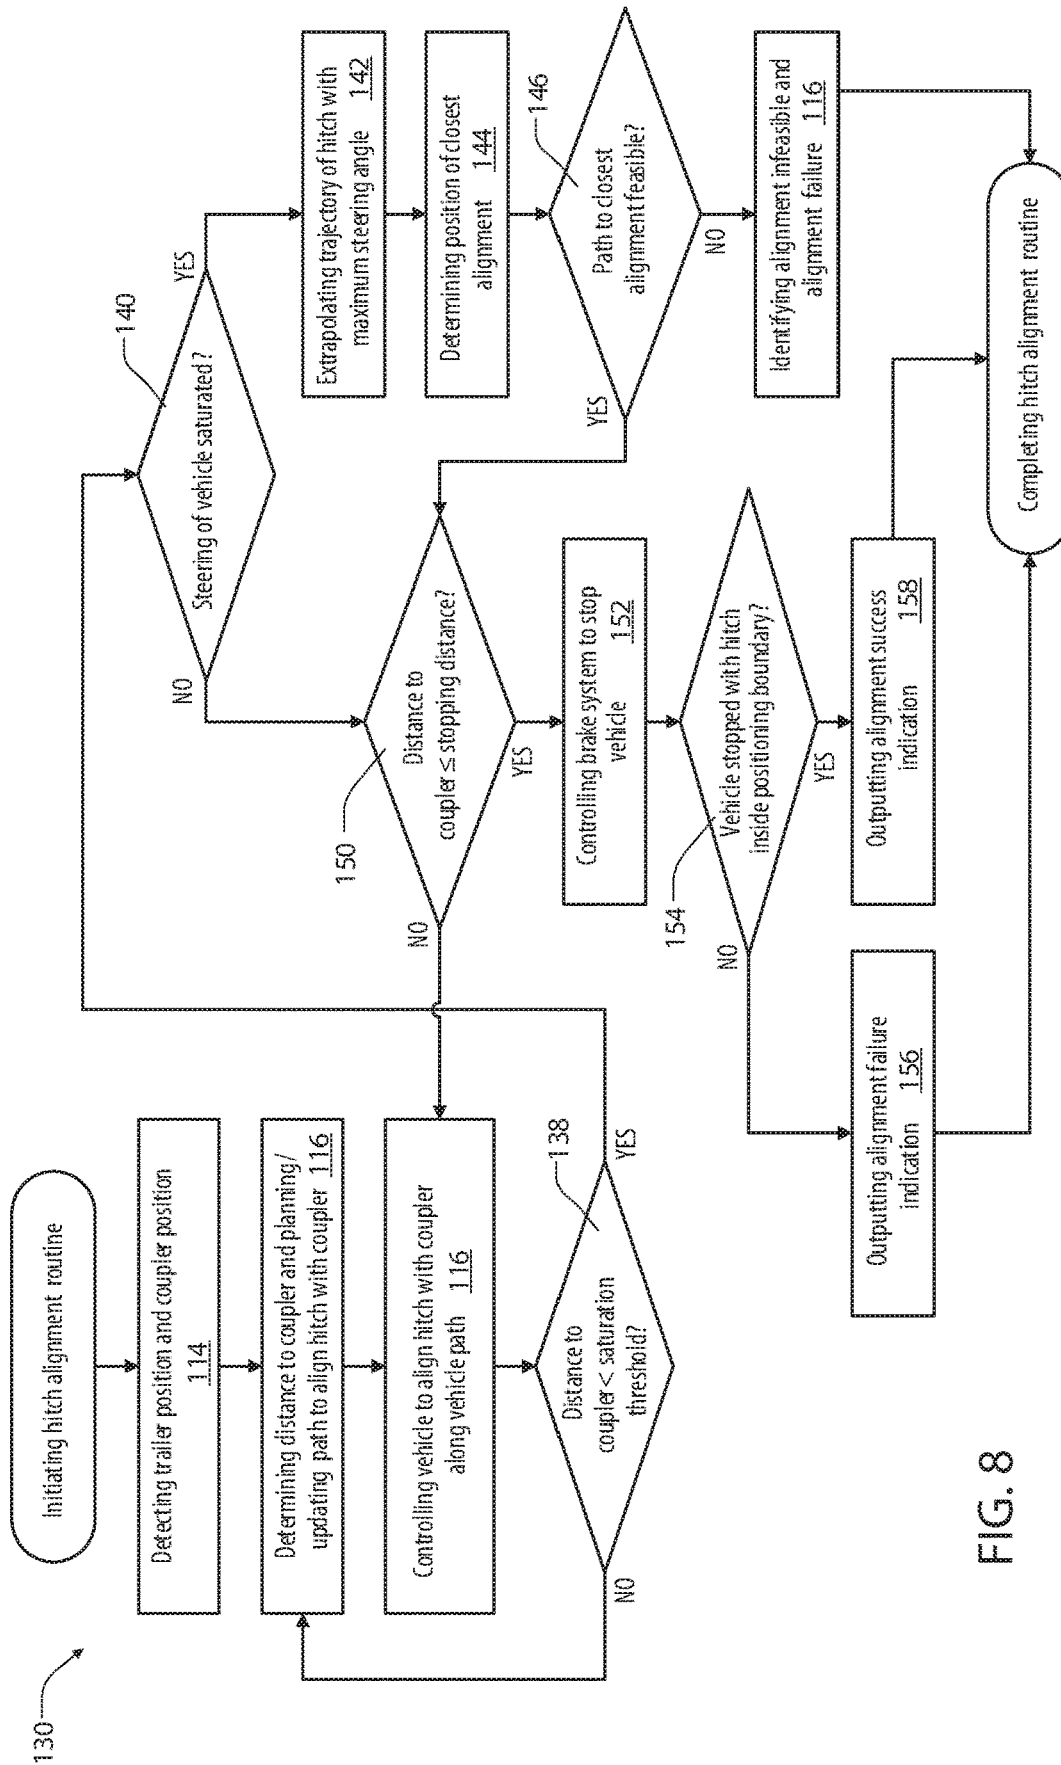 130
Initiating hitch alignment routine
Detecting trailer position and coupler position
114
Determining distance to coupler and planning/
updating path to align hitch with coupler 116
Controlling vehicle to align hitch with coupler
along vehicle path 116
138
Distance to
coupler < saturation
threshold?
NO
YES
140
Steering of vehicle saturated?
NO
YES
Extrapolating trajectory of hitch with
maximum steering angle 142
Determining position of closest
alignment 144
146
Path to closest
alignment feasible?
YES
NO
Identifying alignment infeasible and
alignment failure 116
150
Distance to
coupler ≤ stopping distance?
NO
YES
Controlling brake system to stop
vehicle 152
154
Vehicle stopped with hitch
inside positioning boundary?
NO
YES
Outputting alignment failure
indication 156
Outputting alignment success
indication 158
Completing hitch alignment routine
FIG. 8